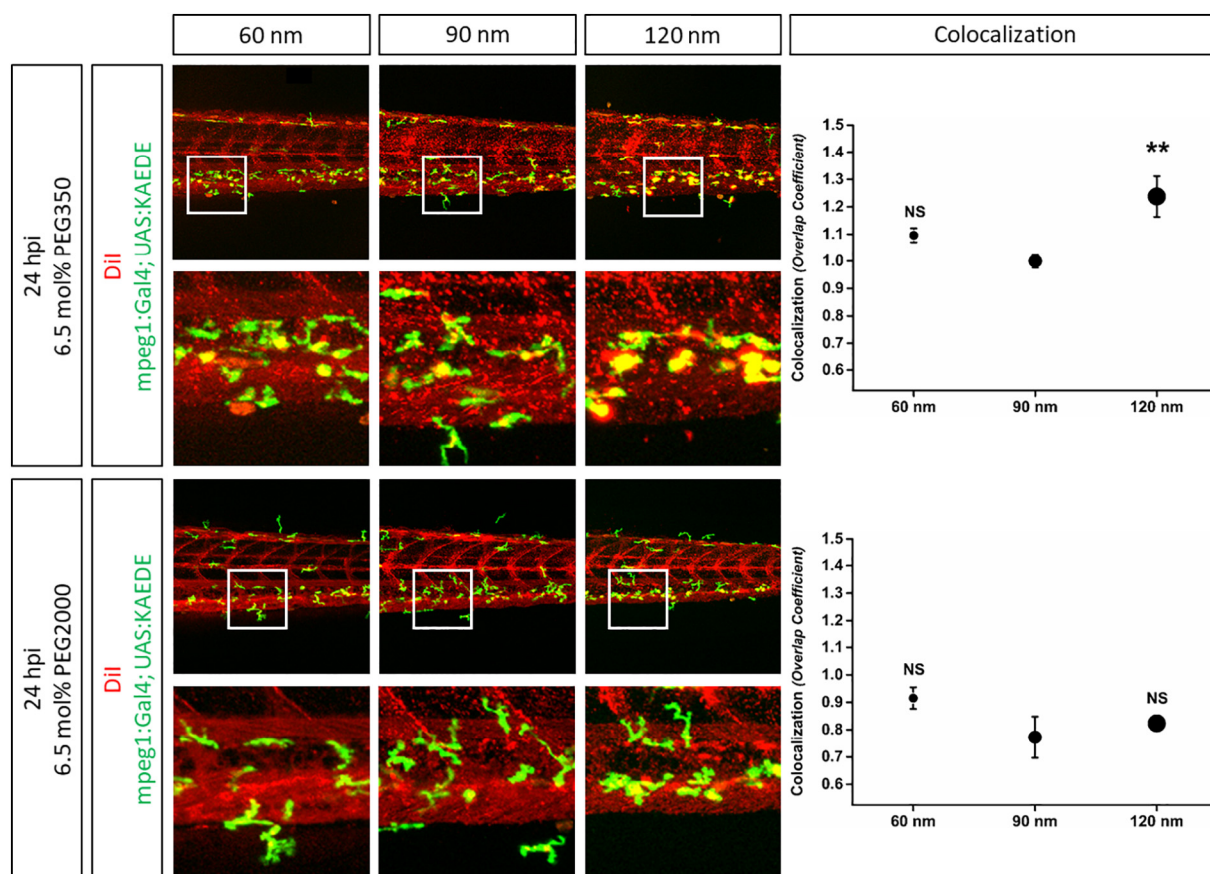 60 nm
90 nm
120 nm
Colocalization
24 hpi
6.5 mol% PEG350
DiI
mpeg1:Gal4; UAS:KAEDE
Colocalization (Overlap Coefficient)
1.5
1.4
1.3
1.2
1.1
1.0
0.9
0.8
0.7
0.6
NS
**
60 nm
90 nm
120 nm
24 hpi
6.5 mol% PEG2000
DiI
mpeg1:Gal4; UAS:KAEDE
Colocalization (Overlap Coefficient)
1.5
1.4
1.3
1.2
1.1
1.0
0.9
0.8
0.7
0.6
NS
NS
60 nm
90 nm
120 nm